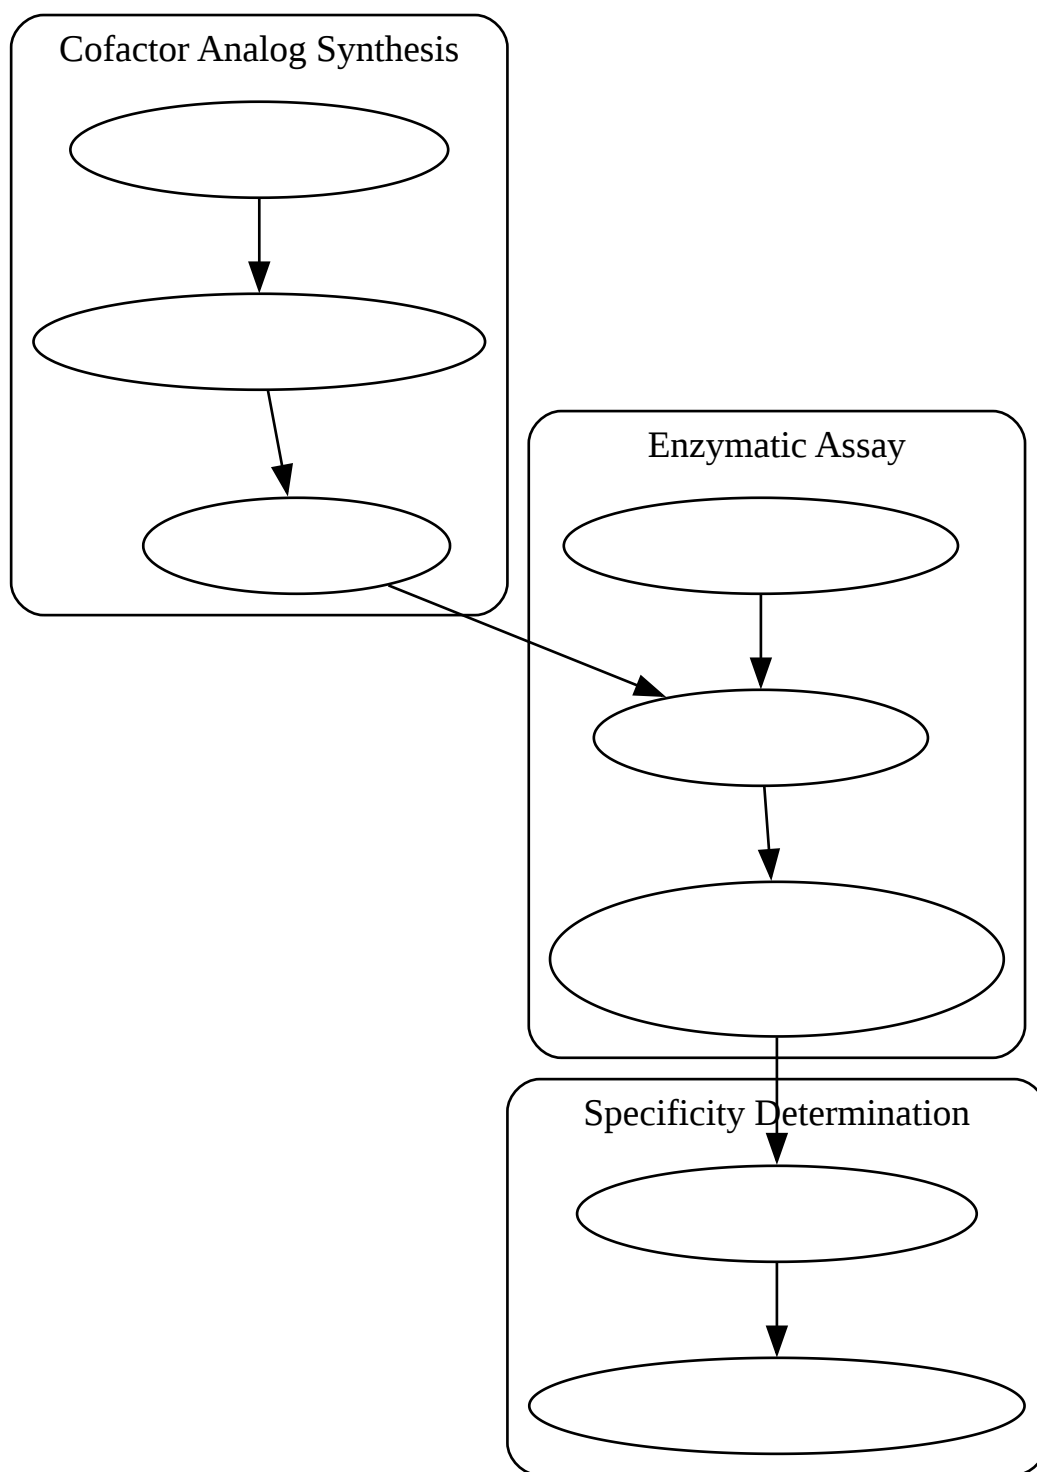 Cofactor Analog Synthesis
Enzymatic Assay
Specificity Determination